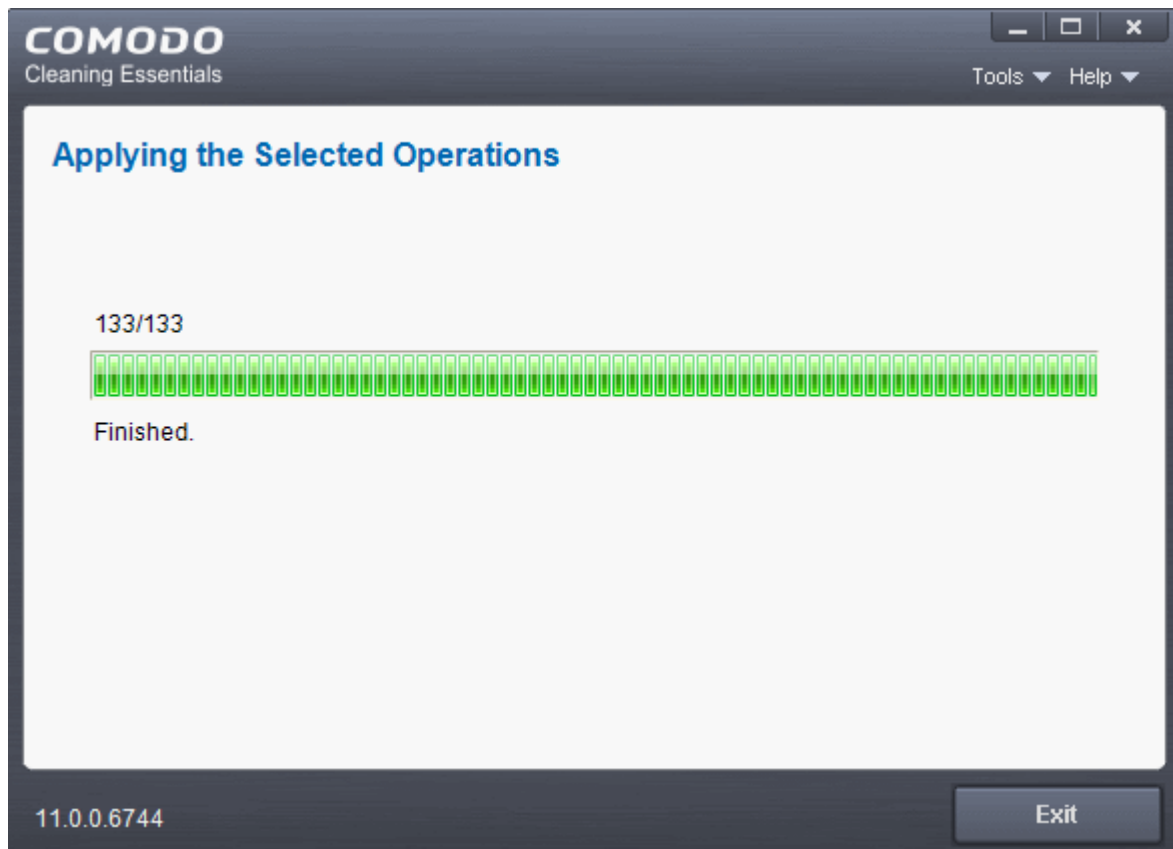 COMODO
Cleaning Essentials
Tools Help
Applying the Selected Operations
133/133
Finished.
11.0.0.6744
Exit